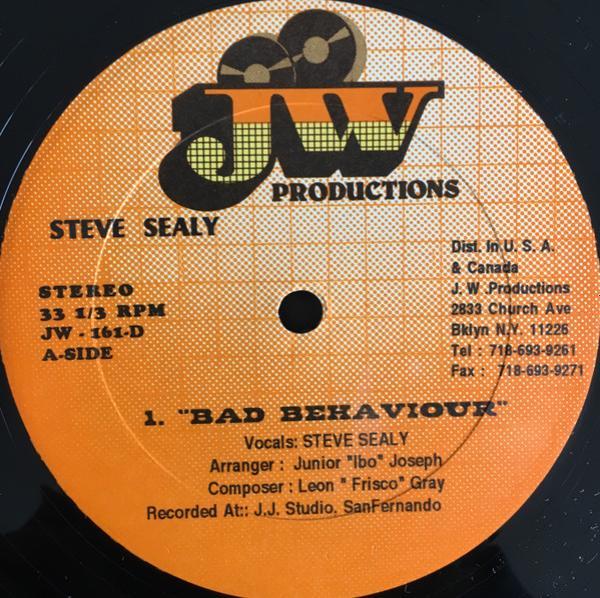 JW
PRODUCTIONS
STEVE SEALY
STEREO
33 1/3 RPM
JW - 161-D
A-SIDE
Dist. In U. S. A.
& Canada
J. W .Productions
2833 Church Ave
Bklyn N.Y. 11226
Tel : 718-693-9261
Fax : 718-693-9271
1. "BAD BEHAVIOUR"
Vocals: STEVE SEALY
Arranger : Junior "Ibo" Joseph
Composer : Leon " Frisco" Gray
Recorded At:: J.J. Studio, SanFernando